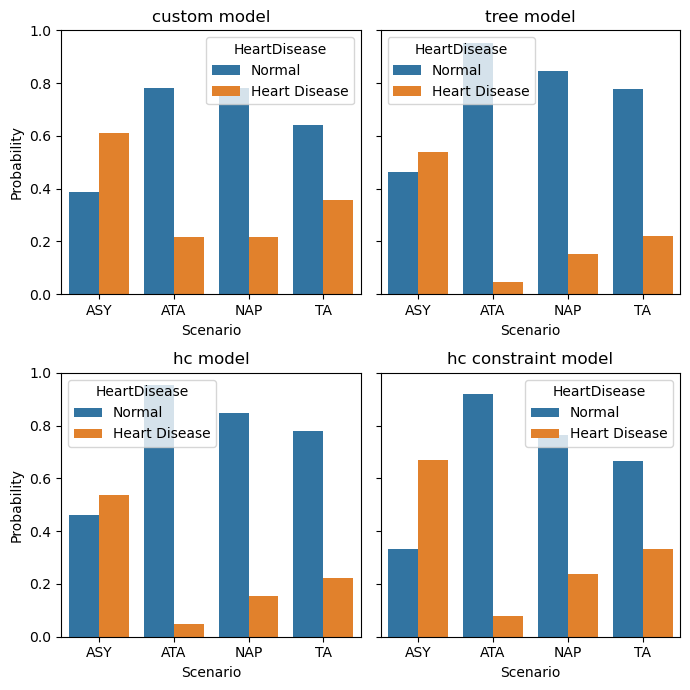 custom model
tree model
Probability
1.0
0.8
0.6
0.4
0.2
0.0
HeartDisease
Normal
Heart Disease
HeartDisease
Normal
Heart Disease
ASY ATA NAP TA
ASY ATA NAP TA
Scenario
Scenario
hc model
hc constraint model
Probability
1.0
0.8
0.6
0.4
0.2
0.0
HeartDisease
Normal
Heart Disease
HeartDisease
Normal
Heart Disease
ASY ATA NAP TA
ASY ATA NAP TA
Scenario
Scenario